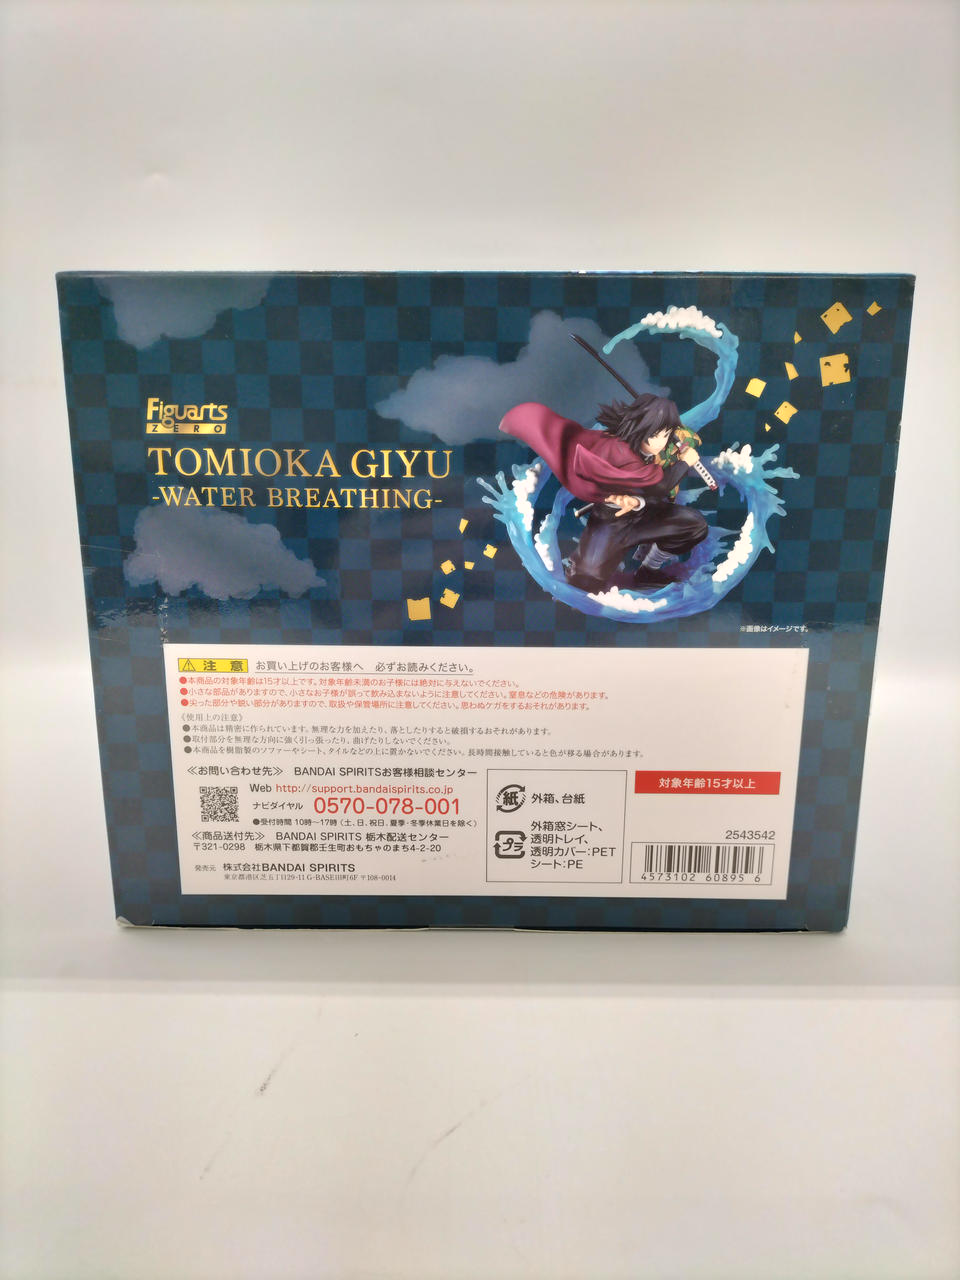 Figuarts
ZERO
TOMIOKA GIYU
-WATER BREATHING-
※画像はイメージです。
注 意 お買い上げのお客様へ 必ずお読みください。
●本商品の対象年齢は15才以上です。対象年齢未満のお子様には絶対に与えないでください。
●小さな部品がありますので、小さなお子様が誤って飲み込まないように注意してください。窒息などの危険があります。
●尖った部分や鋭い部分がありますので、取扱や保管場所に注意してください。思わぬケガをするおそれがあります。
《使用上の注意》
●本商品は精密に作られています。無理な力を加えたり、落としたりすると破損するおそれがあります。
●取付部分を無理な方向に強く引っ張ったり、曲げたりしないでください。
●本商品を樹脂製のソファーやシート、タイルなどの上に置かないでください。長時間接触していると色が移る場合があります。
≪お問い合わせ先≫ BANDAI SPIRITSお客様相談センター
Web http://support.bandaispirits.co.jp
ナビダイヤル 0570-078-001
●受付時間 10時〜17時(土、日、祝日、夏季・冬季休業日を除く)
≪商品送付先≫ BANDAI SPIRITS 栃木配送センター
〒321-0298 栃木県下都賀郡壬生町おもちゃのまち4-2-20
発売元 株式会社BANDAI SPIRITS
東京都港区芝五丁目29-11 G-BASE田町6F 〒108-0014
紙 外箱、台紙
プラ 外箱窓シート、
透明トレイ、
透明カバー:PET
シート:PE
対象年齢15才以上
2543542
4573102 60895 6